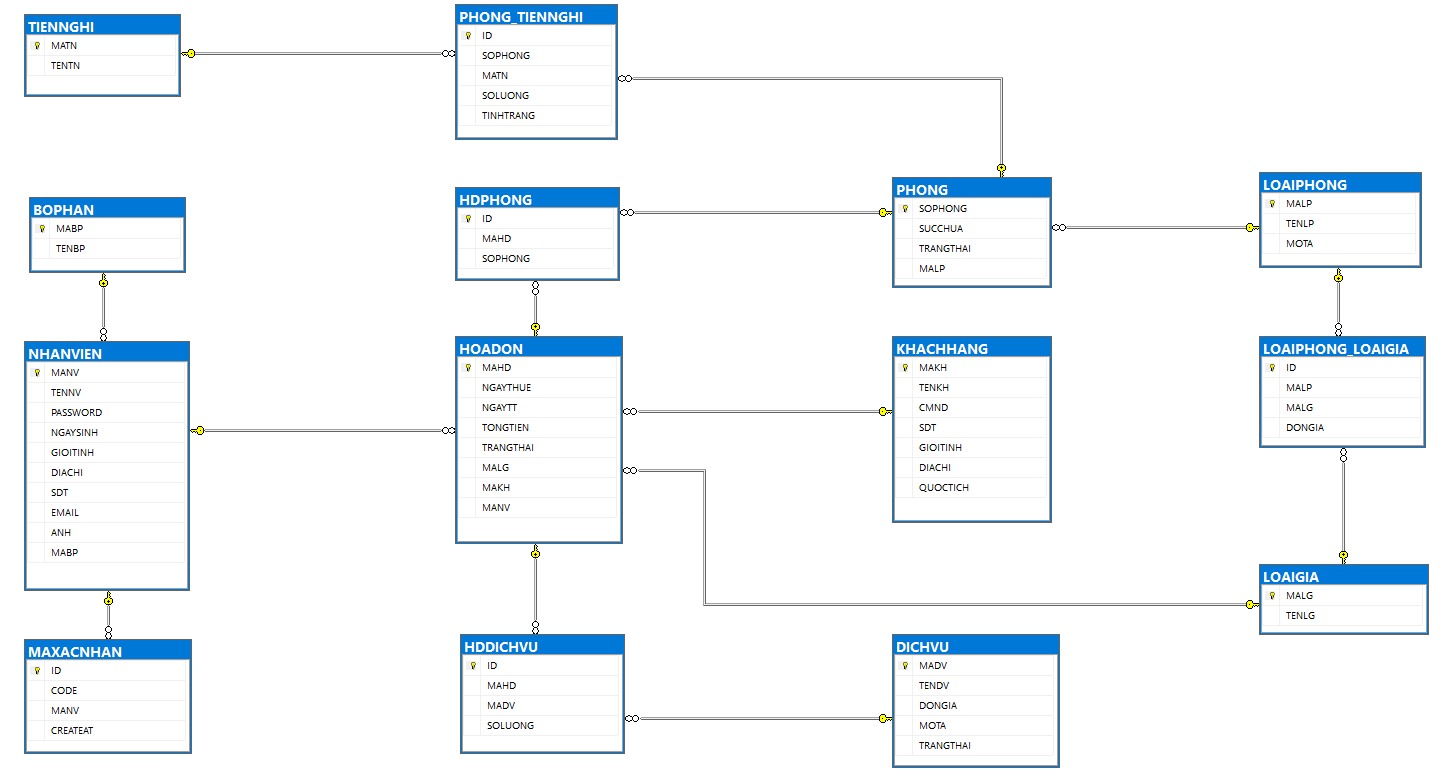 TIENNGHI
MATN
TENTN
PHONG_TIENNGHI
ID
SOPHONG
MATN
SOLUONG
TINHTRANG
BOPHAN
MABP
TENBP
HDPHONG
ID
MAHD
SOPHONG
PHONG
SOPHONG
SUCCHUA
TRANGTHAI
MALP
LOAIPHONG
MALP
TENLP
MOTA
NHANVIEN
MANV
TENNV
PASSWORD
NGAYSINH
GIOITINH
DIACHI
SDT
EMAIL
ANH
MABP
HOADON
MAHD
NGAYTHUE
NGAYTT
TONGTIEN
TRANGTHAI
MALG
MAKH
MANV
KHACHHANG
MAKH
TENKH
CMND
SDT
GIOITINH
DIACHI
QUOCTICH
LOAIPHONG_LOAIGIA
ID
MALP
MALG
DONGIA
LOAIGIA
MALG
TENLG
MAXACNHAN
ID
CODE
MANV
CREATEAT
HDDICHVU
ID
MAHD
MADV
SOLUONG
DICHVU
MADV
TENDV
DONGIA
MOTA
TRANGTHAI